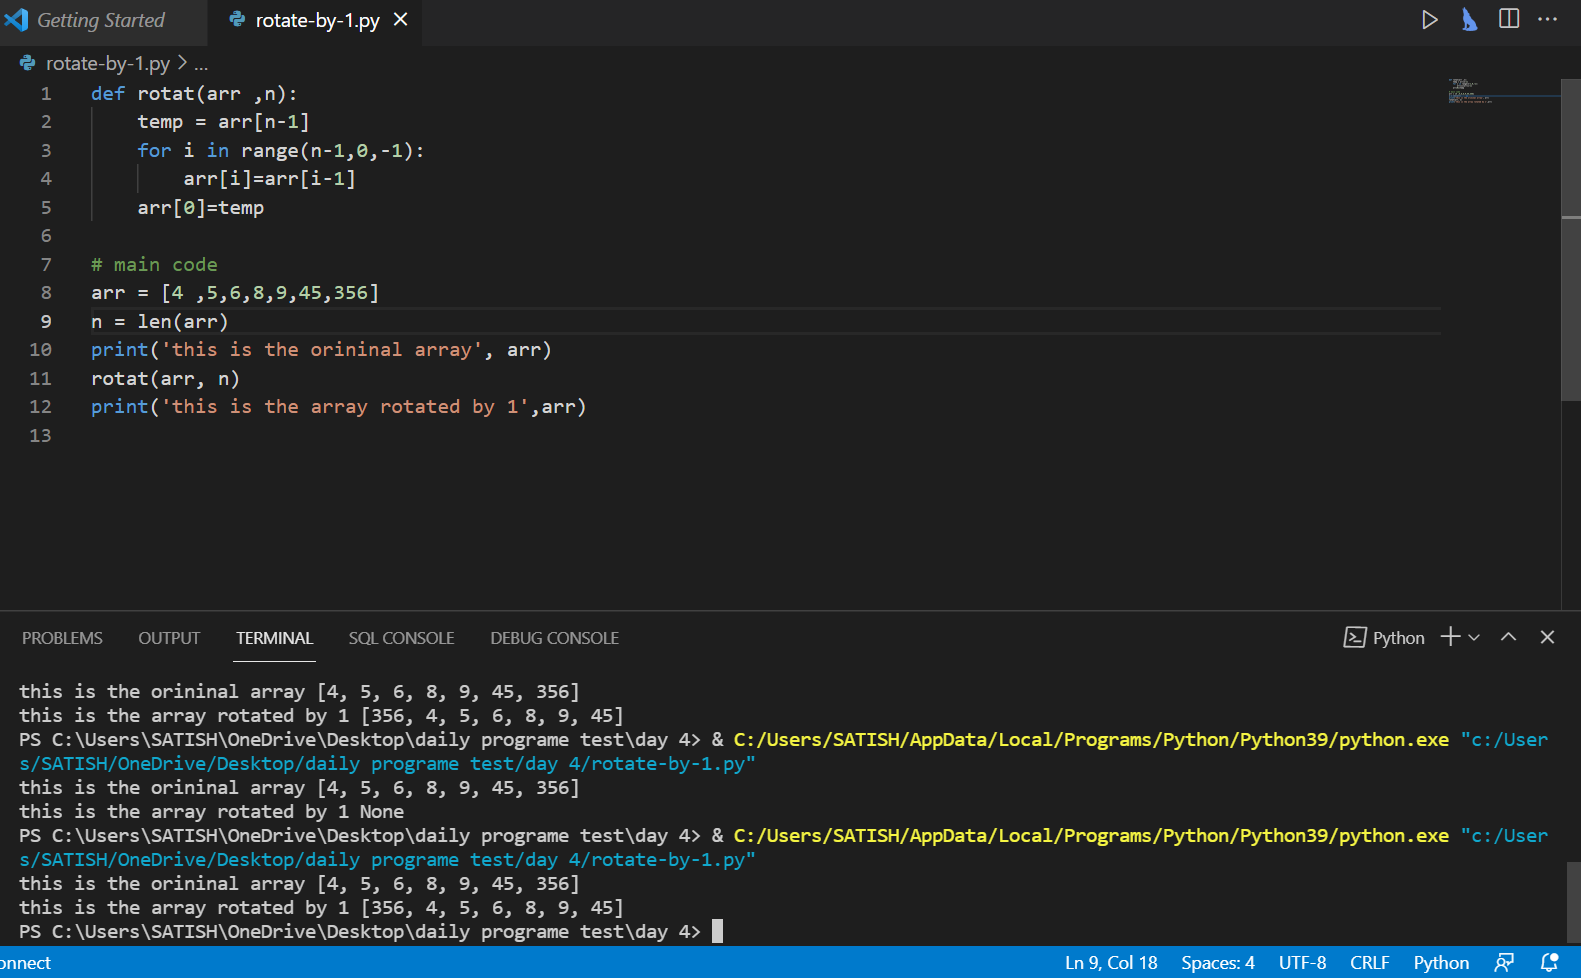 Getting Started rotate-by-1.py
rotate-by-1.py > ...
1 def rotat(arr ,n):
2     temp = arr[n-1]
3     for i in range(n-1,0,-1):
4         arr[i]=arr[i-1]
5     arr[0]=temp
6
7 # main code
8 arr = [4 ,5,6,8,9,45,356]
9 n = len(arr)
10 print('this is the orininal array', arr)
11 rotat(arr, n)
12 print('this is the array rotated by 1',arr)
13
PROBLEMS OUTPUT TERMINAL SQL CONSOLE DEBUG CONSOLE Python
this is the orininal array [4, 5, 6, 8, 9, 45, 356]
this is the array rotated by 1 [356, 4, 5, 6, 8, 9, 45]
PS C:\Users\SATISH\OneDrive\Desktop\daily programe test\day 4> & C:/Users/SATISH/AppData/Local/Programs/Python/Python39/python.exe "c:/User
s/SATISH/OneDrive/Desktop/daily programe test/day 4/rotate-by-1.py"
this is the orininal array [4, 5, 6, 8, 9, 45, 356]
this is the array rotated by 1 None
PS C:\Users\SATISH\OneDrive\Desktop\daily programe test\day 4> & C:/Users/SATISH/AppData/Local/Programs/Python/Python39/python.exe "c:/User
s/SATISH/OneDrive/Desktop/daily programe test/day 4/rotate-by-1.py"
this is the orininal array [4, 5, 6, 8, 9, 45, 356]
this is the array rotated by 1 [356, 4, 5, 6, 8, 9, 45]
PS C:\Users\SATISH\OneDrive\Desktop\daily programe test\day 4>
onnect Ln 9, Col 18 Spaces: 4 UTF-8 CRLF Python